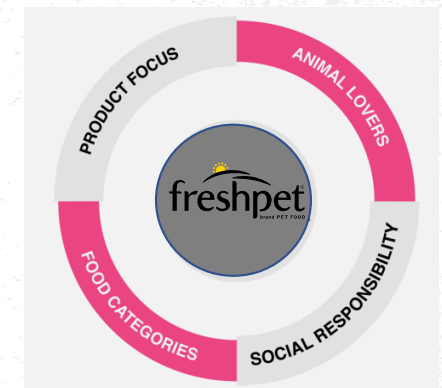 PRODUCT FOCUS
ANIMAL LOVERS
freshpet®
brand PET FOOD
FOOD CATEGORIES
SOCIAL RESPONSIBILITY